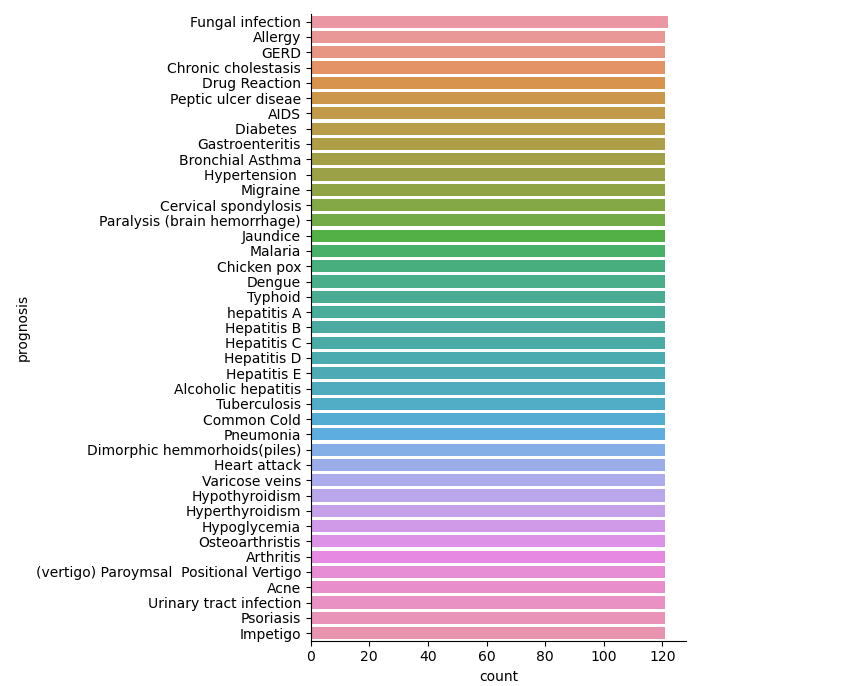 Fungal infection
Allergy
GERD
Chronic cholestasis
Drug Reaction
Peptic ulcer diseae
AIDS
Diabetes
Gastroenteritis
Bronchial Asthma
Hypertension
Migraine
Cervical spondylosis
Paralysis (brain hemorrhage)
Jaundice
Malaria
Chicken pox
Dengue
Typhoid
hepatitis A
Hepatitis B
Hepatitis C
Hepatitis D
Hepatitis E
Alcoholic hepatitis
Tuberculosis
Common Cold
Pneumonia
Dimorphic hemmorhoids(piles)
Heart attack
Varicose veins
Hypothyroidism
Hyperthyroidism
Hypoglycemia
Osteoarthristis
Arthritis
(vertigo) Paroymsal  Positional Vertigo
Acne
Urinary tract infection
Psoriasis
Impetigo
prognosis
0 20 40 60 80 100 120
count